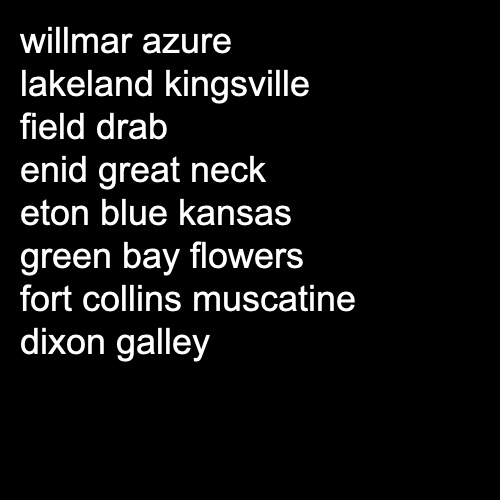 willmar azure
lakeland kingsville
field drab
enid great neck
eton blue kansas
green bay flowers
fort collins muscatine
dixon galley